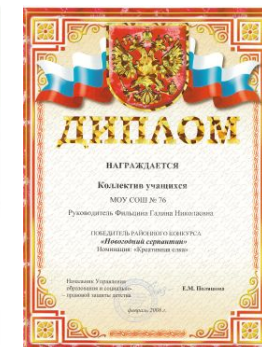 ДИПЛОМ
НАГРАЖДАЕТСЯ
Коллектив учащихся
МОУ СОШ № 76
Руководитель Фильцина Галина Николаевна
ПОБЕДИТЕЛЬ РАЙОННОГО КОНКУРСА
«Новогодний серпантин»
Номинация: «Креативная елка»
Начальник Управления
образования и социально-
правовой защиты детства
февраль 2008 г.